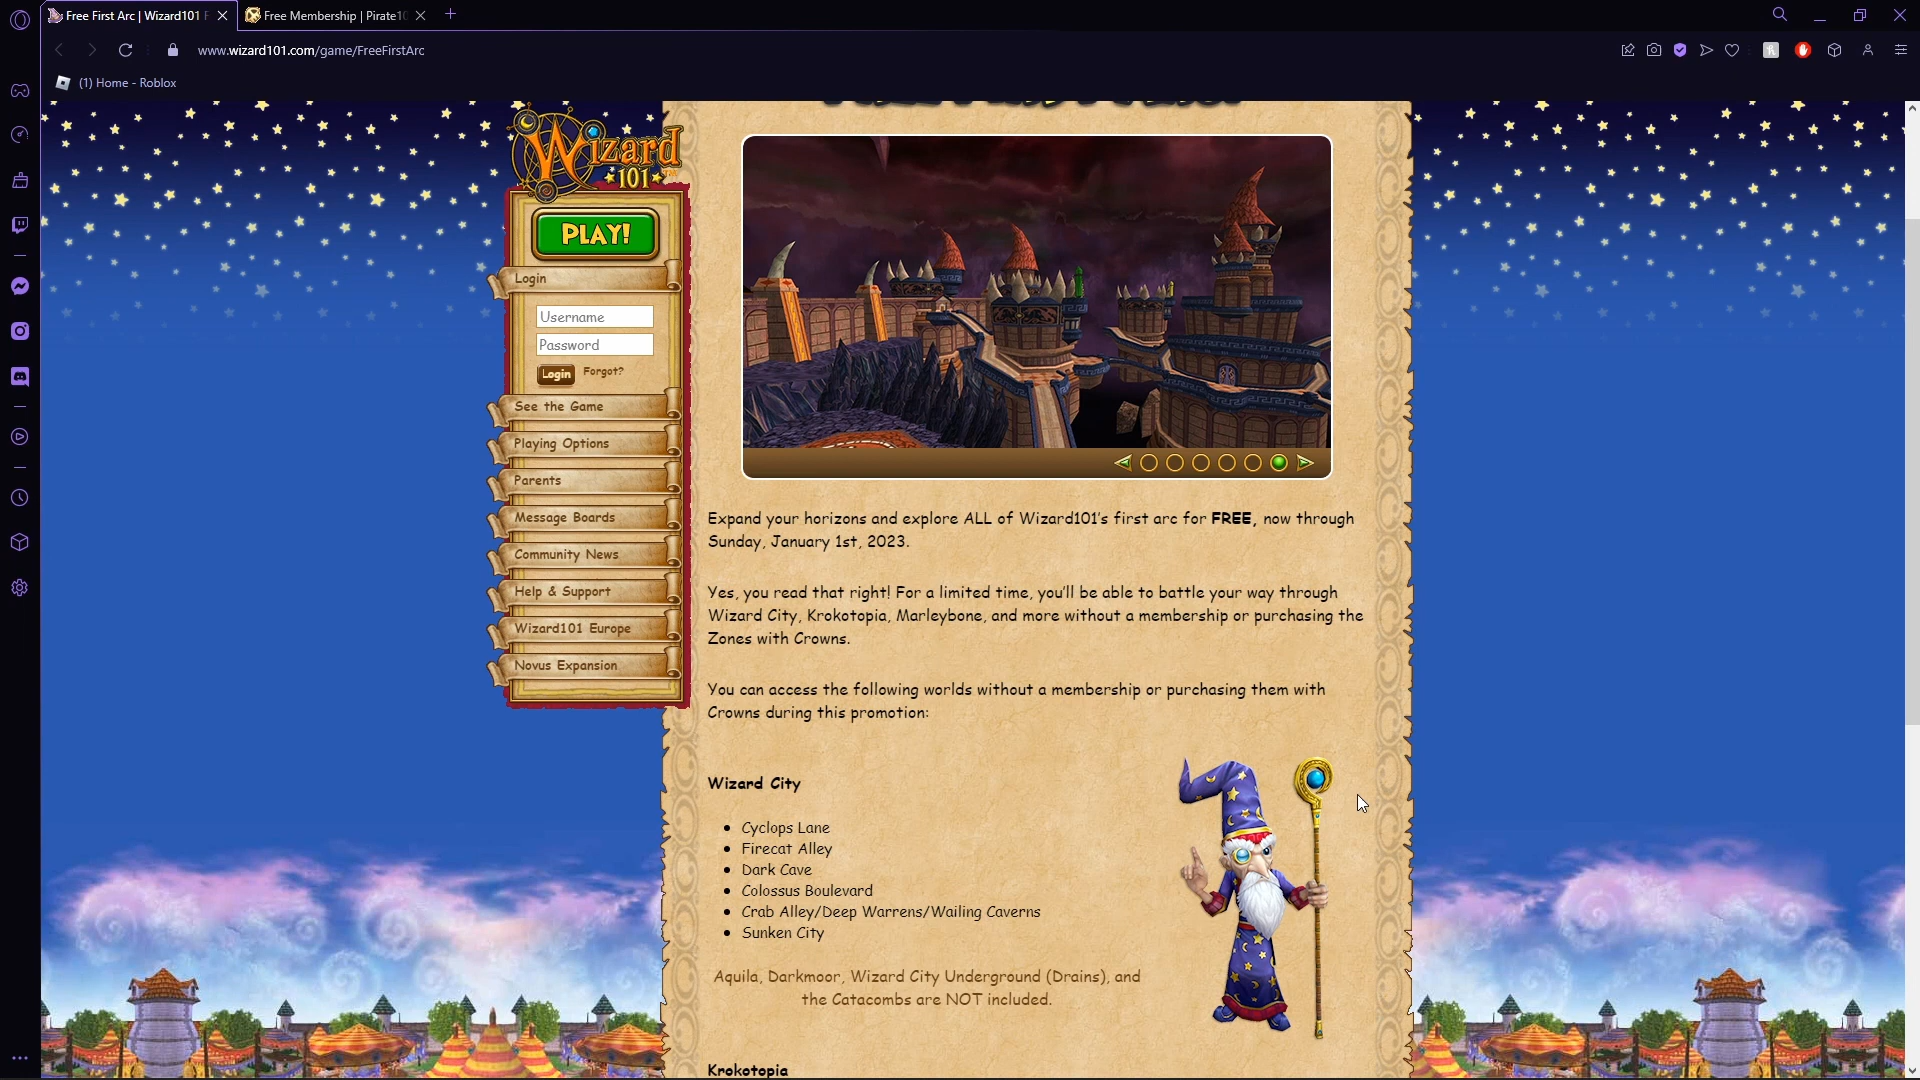 Free First Arc | Wizard101 F
Free Membership | Pirate10
www.wizard101.com/game/FreeFirstArc
(1) Home - Roblox
Wizard
101
PLAY!
Login
Username
Password
Login Forgot?
See the Game
Playing Options
Parents
Message Boards
Community News
Help & Support
Wizard101 Europe
Novus Expansion
Expand your horizons and explore ALL of Wizard101's first arc for FREE, now through
Sunday, January 1st, 2023.
Yes, you read that right! For a limited time, you'll be able to battle your way through
Wizard City, Krokotopia, Marleybone, and more without a membership or purchasing the
Zones with Crowns.
You can access the following worlds without a membership or purchasing them with
Crowns during this promotion:
Wizard City
Cyclops Lane
Firecat Alley
Dark Cave
Colossus Boulevard
Crab Alley/Deep Warrens/Wailing Caverns
Sunken City
Aquila, Darkmoor, Wizard City Underground (Drains), and
the Catacombs are NOT included.
Krokotopia